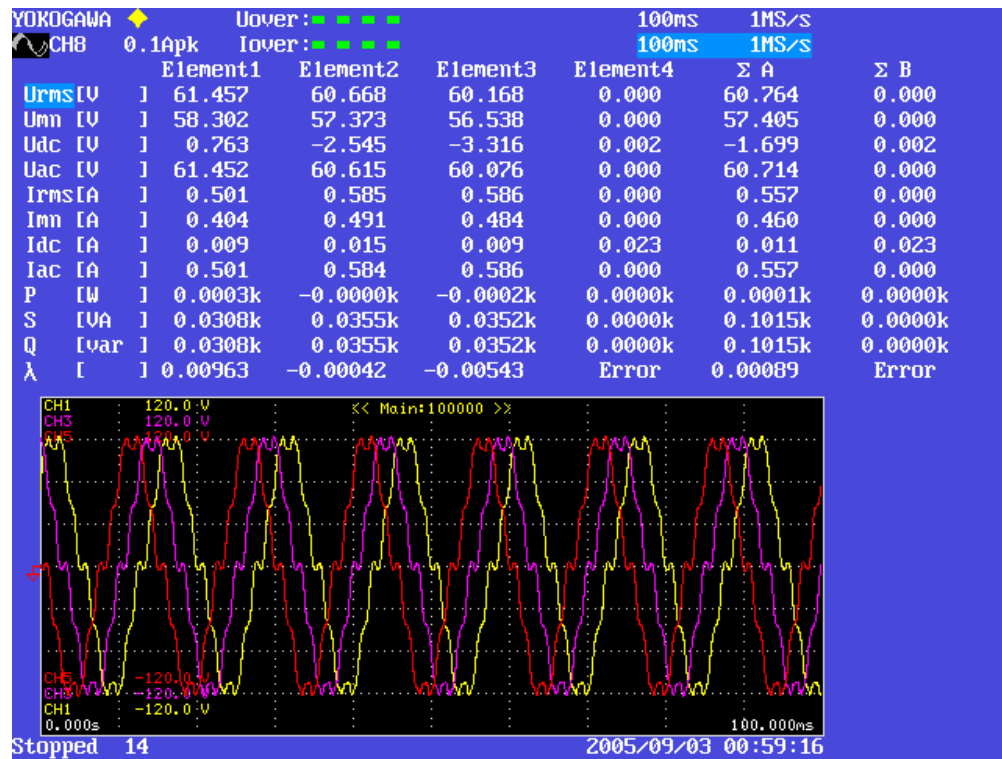 YOKOGAWA Uover: 100ms 1MS/s
CH8 0.1Apk Iover: 100ms 1MS/s
Element1 Element2 Element3 Element4 Σ A Σ B
Urms[V ] 61.457 60.668 60.168 0.000 60.764 0.000
Umn [V ] 58.302 57.373 56.538 0.000 57.405 0.000
Udc [V ] 0.763 -2.545 -3.316 0.002 -1.699 0.002
Uac [V ] 61.452 60.615 60.076 0.000 60.714 0.000
Irms[A ] 0.501 0.585 0.586 0.000 0.557 0.000
Imn [A ] 0.404 0.491 0.484 0.000 0.460 0.000
Idc [A ] 0.009 0.015 0.009 0.023 0.011 0.023
Iac [A ] 0.501 0.584 0.586 0.000 0.557 0.000
P [W ] 0.0003k -0.0000k -0.0002k 0.0000k 0.0001k 0.0000k
S [VA ] 0.0308k 0.0355k 0.0352k 0.0000k 0.1015k 0.0000k
Q [var ] 0.0308k 0.0355k 0.0352k 0.0000k 0.1015k 0.0000k
λ [ ] 0.00963 -0.00042 -0.00543 Error 0.00089 Error
CH1 120.0 V << Main:100000 >>
CH3 120.0 V
CH5 120.0 V
CH5 -120.0 V
CH3 -120.0 V
CH1 -120.0 V
0.000s 100.000ms
Stopped 14 2005/09/03 00:59:16